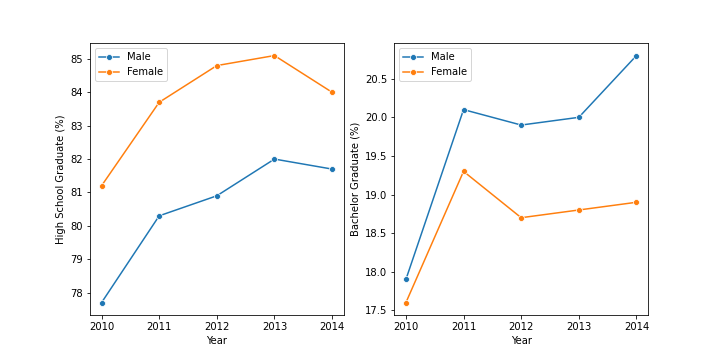 Male
Female
High School Graduate (%)
85
84
83
82
81
80
79
78
2010 2011 2012 2013 2014
Year
Male
Female
Bachelor Graduate (%)
20.5
20.0
19.5
19.0
18.5
18.0
17.5
2010 2011 2012 2013 2014
Year